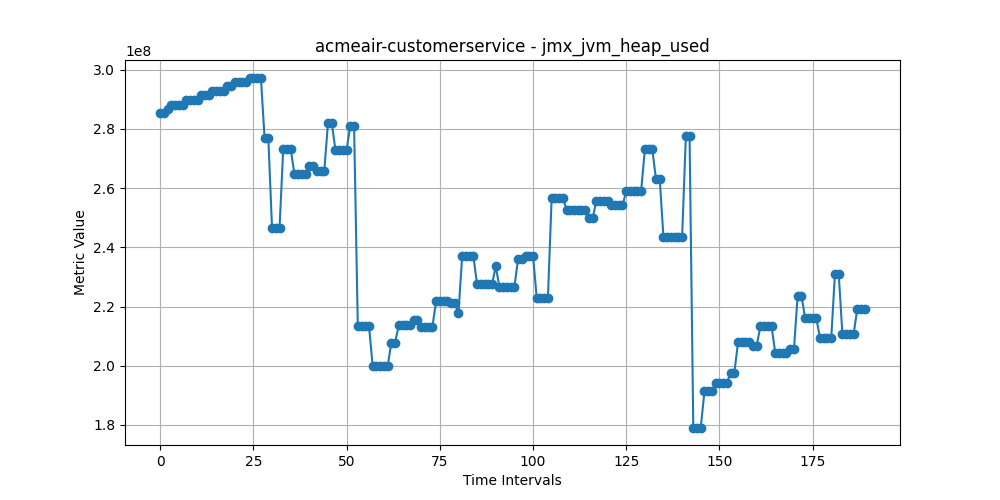 acmeair-customerservice - jmx_jvm_heap_used
1e8
3.0
2.8
2.6
2.4
2.2
2.0
1.8
Metric Value
0 25 50 75 100 125 150 175
Time Intervals